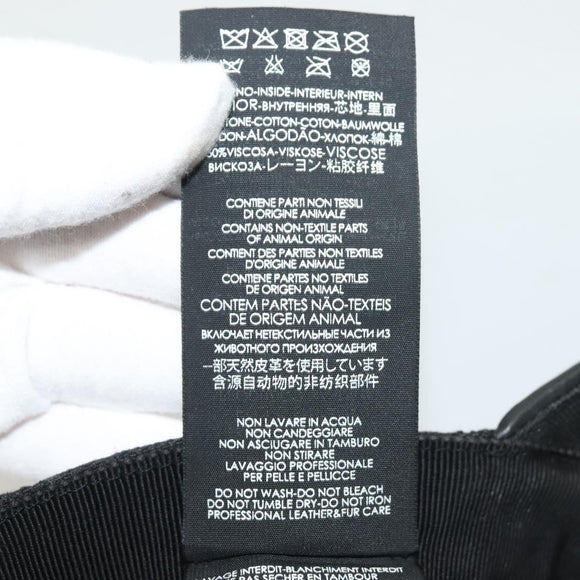 RNO-INSIDE-INTERIEUR-INTERN
IOR-ВНУТРЕННЯЯ-芯地-里面
TONE-COTTON-COTON-BAUMWOLLE
DON-ALGODÃO-ХЛОПОК-綿-棉
50%VISCOSA-VISKOSE-VISCOSE
ВИСКОЗА-レーヨン-粘胶纤维
CONTIENE PARTI NON TESSILI
DI ORIGINE ANIMALE
CONTAINS NON-TEXTILE PARTS
OF ANIMAL ORIGIN
CONTIENT DES PARTIES NON TEXTILES
D'ORIGINE ANIMALE
CONTIENE PARTES NO TEXTILES
DE ORIGEN ANIMAL
CONTEM PARTES NÃO-TEXTEIS
DE ORIGEM ANIMAL
ВКЛЮЧАЕТ НЕТЕКСТИЛЬНЫЕ ЧАСТИ ИЗ
ЖИВОТНОГО ПРОИЗХОЖДЕНИЯ
一部天然皮革を使用しています
含源自动物的非纺织部件
NON LAVARE IN ACQUA
NON CANDEGGIARE
NON ASCIUGARE IN TAMBURO
NON STIRARE
LAVAGGIO PROFESSIONALE
PER PELLE E PELLICCE
DO NOT WASH-DO NOT BLEACH
DO NOT TUMBLE DRY-DO NOT IRON
PROFESSIONAL LEATHER&FUR CARE
LAVAGE INTERDIT-BLANCHIMENT INTERDIT
PAS SECHER EN TAMBOUR